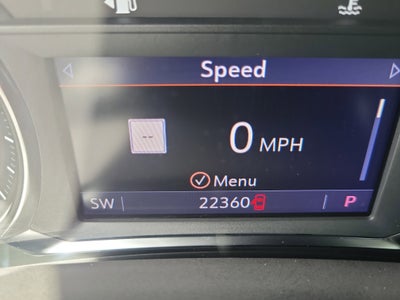 Speed
--
0 MPH
Menu
SW 22360 P